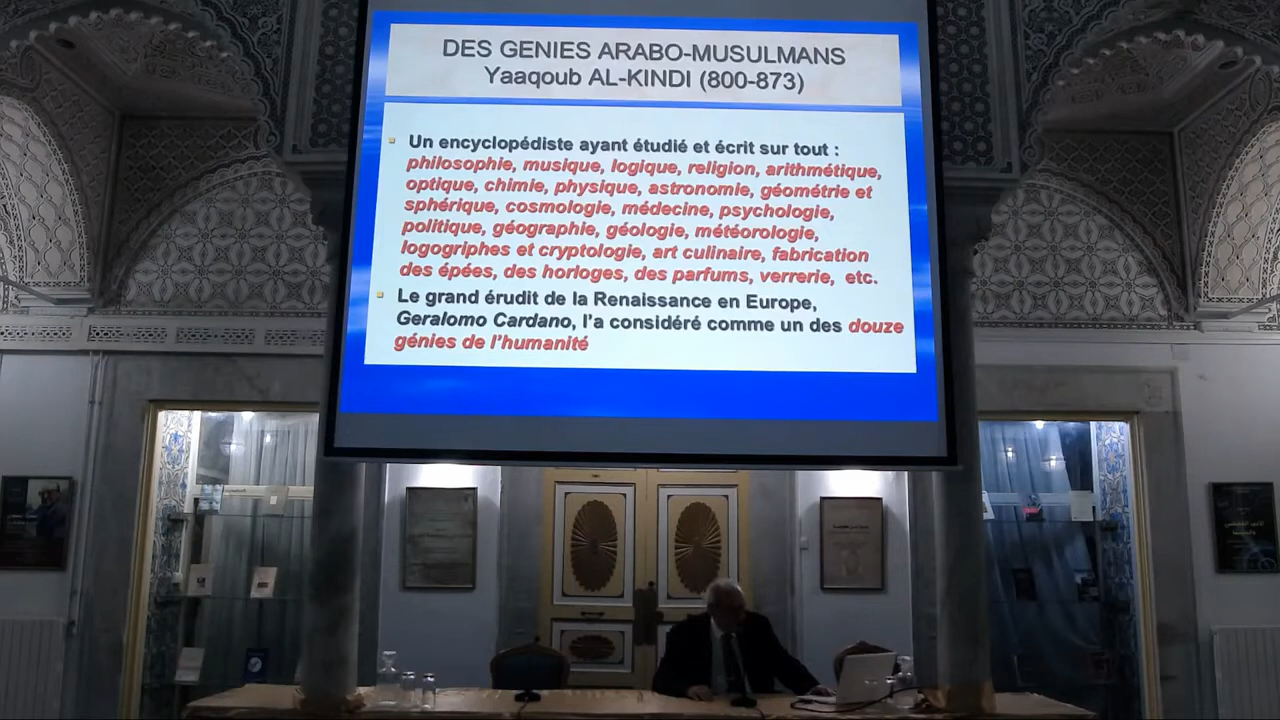 DES GENIES ARABO-MUSULMANS
Yaaqoub AL-KINDI (800-873)
Un encyclopédiste ayant étudié et écrit sur tout :
philosophie, musique, logique, religion, arithmétique,
optique, chimie, physique, astronomie, géométrie et
sphérique, cosmologie, médecine, psychologie,
politique, géographie, géologie, météorologie,
logogriphes et cryptologie, art culinaire, fabrication
des épées, des horloges, des parfums, verrerie, etc.
Le grand érudit de la Renaissance en Europe,
Geralomo Cardano, l'a considéré comme un des douze
génies de l'humanité